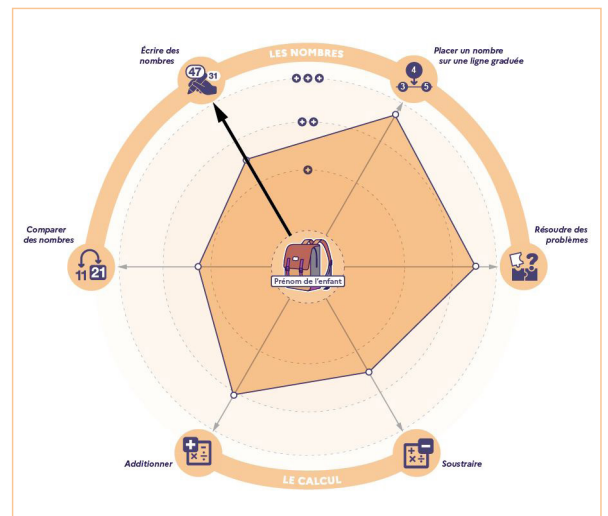 LES NOMBRES
Écrire des
nombres
47
31
Placer un nombre
sur une ligne graduée
4
3
5
+++
++
+
Comparer
des nombres
11 21
Prénom de l'enfant
Résoudre des
problèmes
?
Additionner
+
- 
× ÷
Soustraire
-
+
× ÷
LE CALCUL